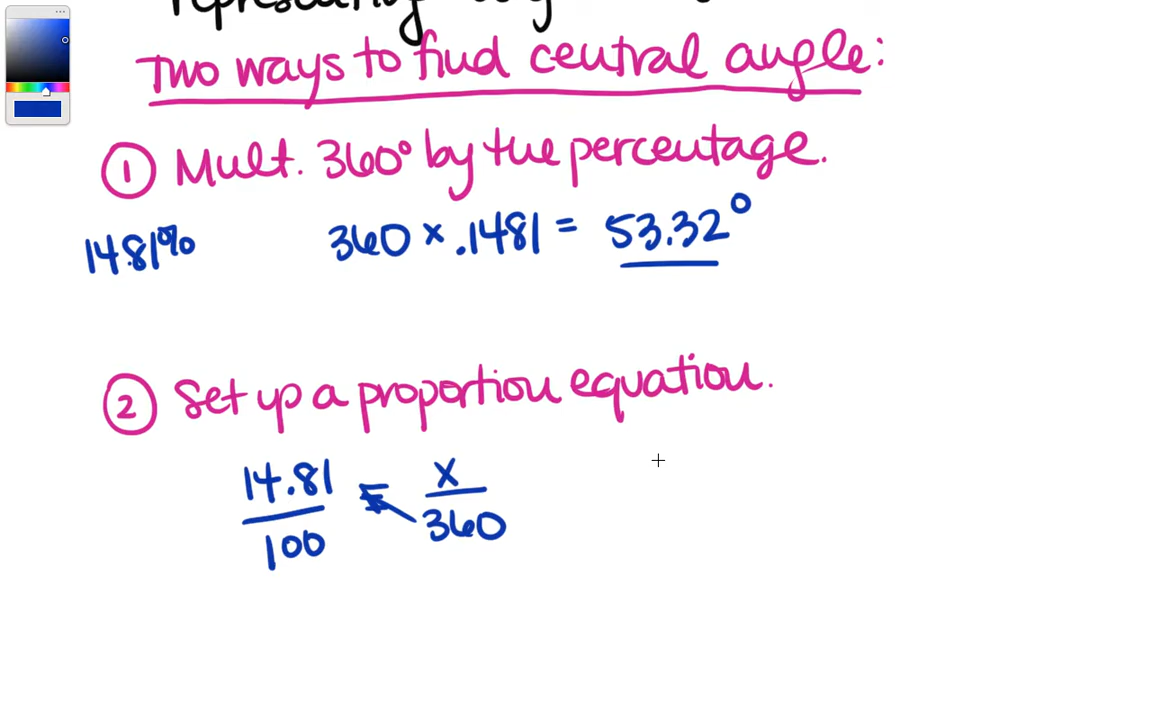 Two ways to find central angle:
① Mult. 360° by the percentage.
14.81% 360 × .1481 = 53.32°
② Set up a proportion equation.
14.81 = x
100 360